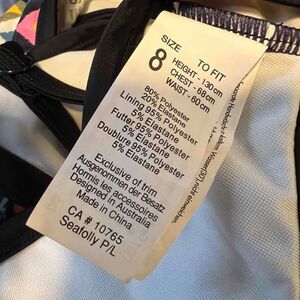 SIZE
8
TO FIT
HEIGHT - 130cm
CHEST - 68cm
WAIST - 60cm
80% Polyester
20% Elastane
Lining 95% Polyester
5% Elastane
Futter 95% Polyester
5% Elastane
Doublure 95% Polyester
5% Elastane
Exclusive of trim
Ausgenommen der Besatz
Hormis les accessoires
Designed in Australia
Made in China
CA # 10765
Seafolly P/L